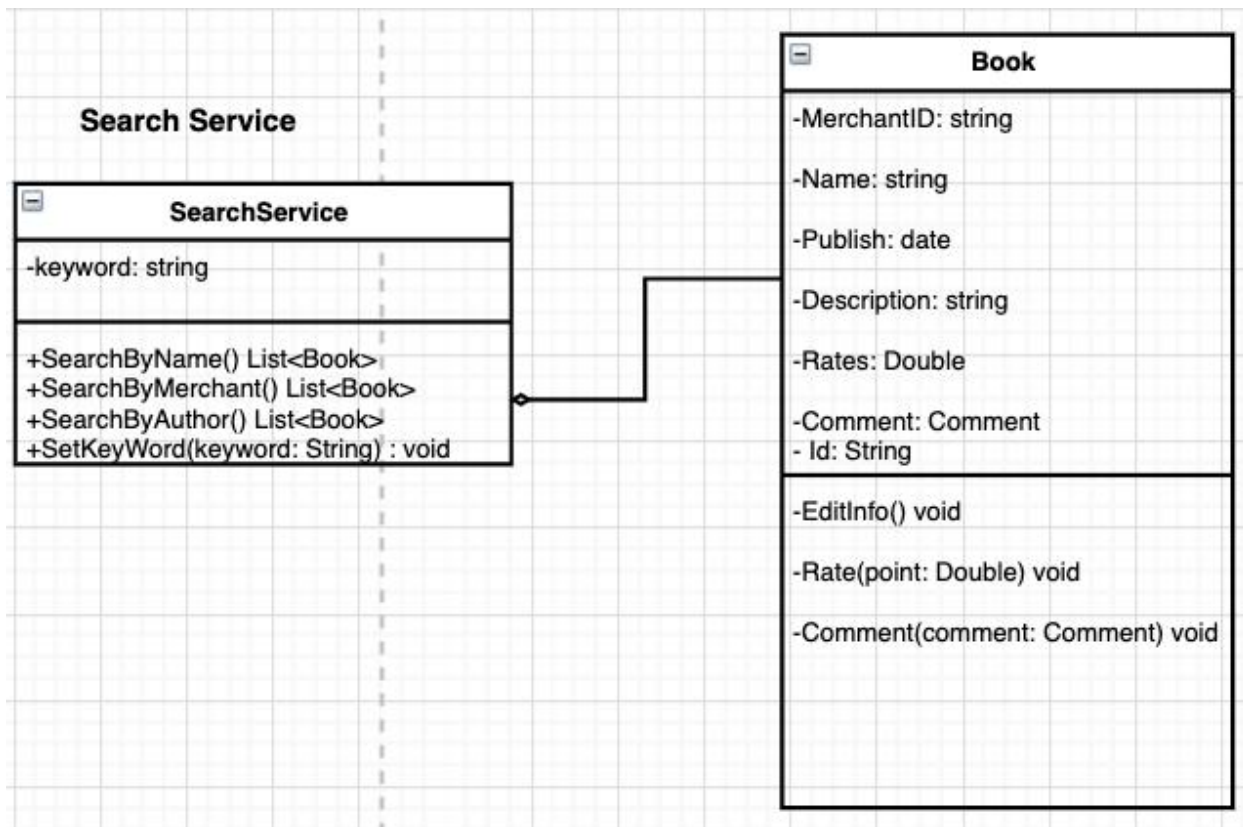 Search Service
SearchService
-keyword: string
+SearchByName() List<Book>
+SearchByMerchant() List<Book>
+SearchByAuthor() List<Book>
+SetKeyWord(keyword: String) : void
Book
-MerchantID: string
-Name: string
-Publish: date
-Description: string
-Rates: Double
-Comment: Comment
- Id: String
-EditInfo() void
-Rate(point: Double) void
-Comment(comment: Comment) void